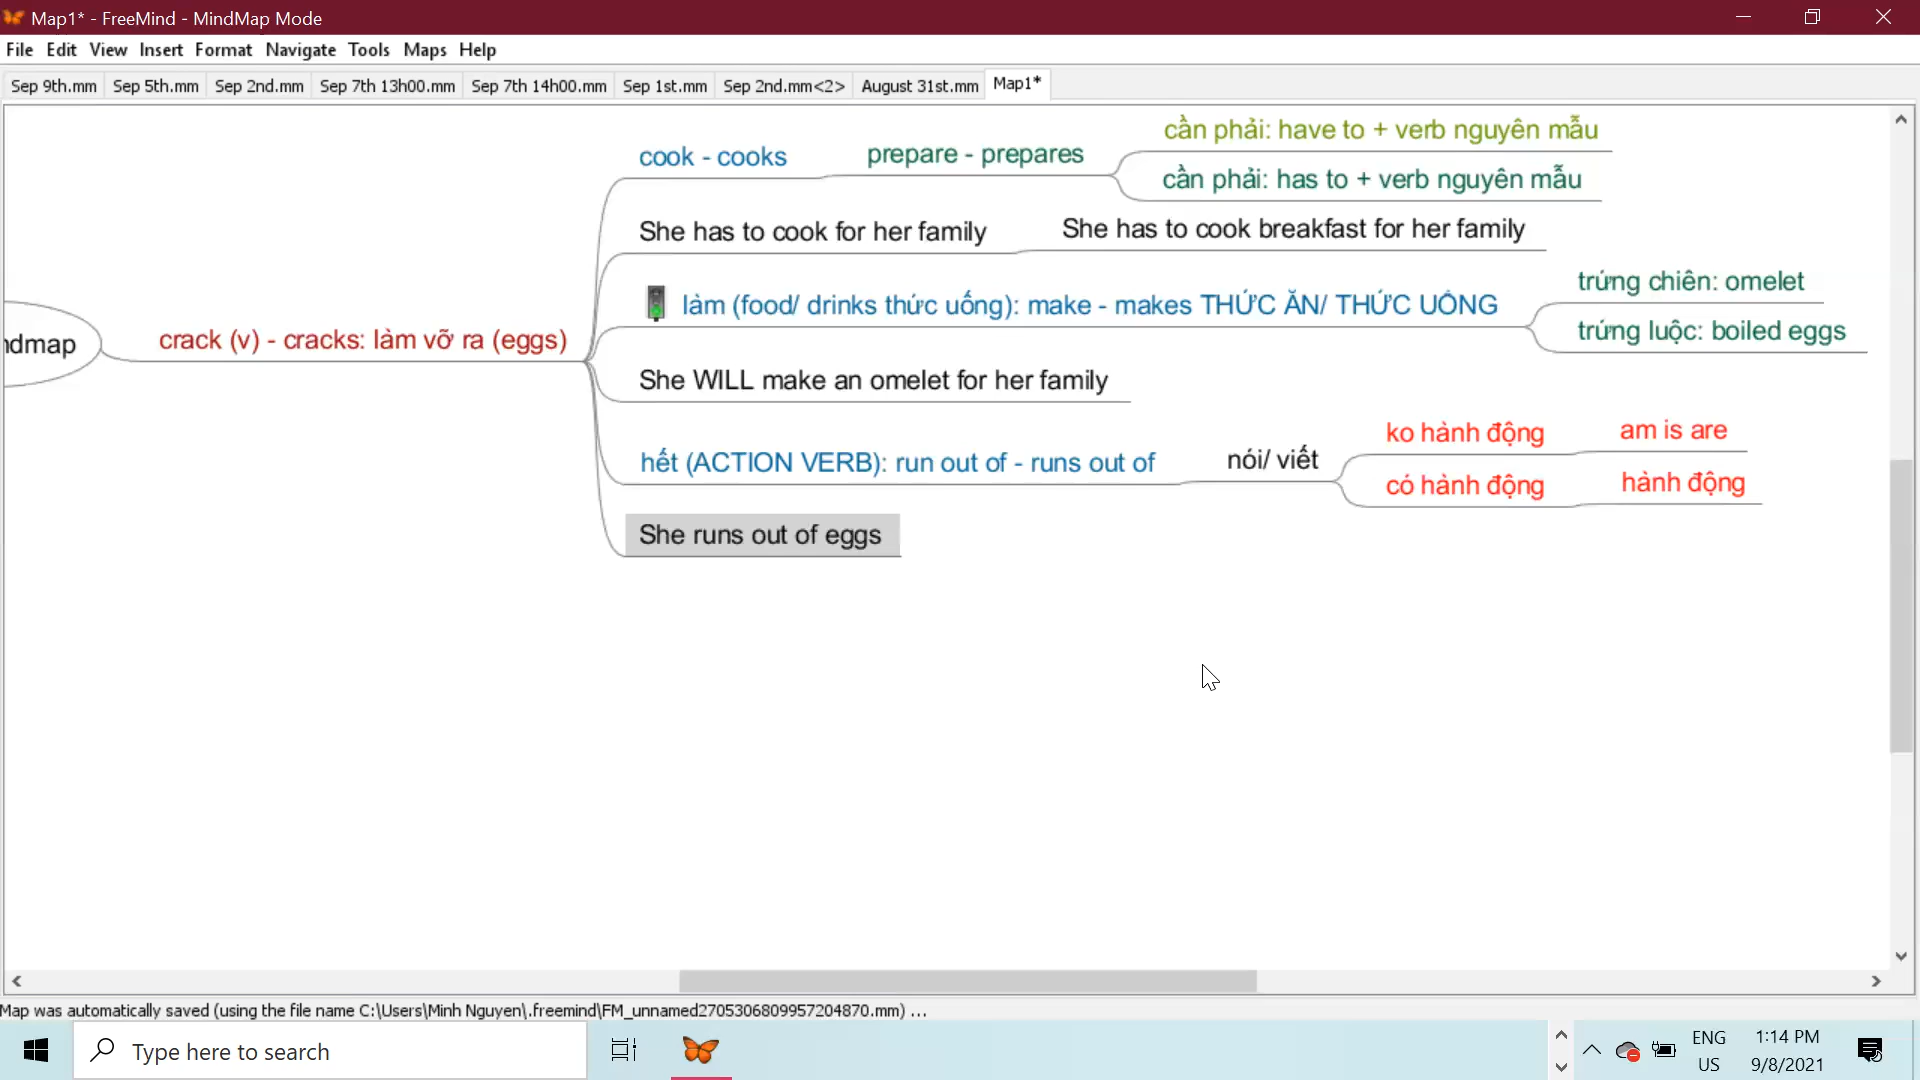 Map1* - FreeMind - MindMap Mode
File Edit View Insert Format Navigate Tools Maps Help
Sep 9th.mm Sep 5th.mm Sep 2nd.mm Sep 7th 13h00.mm Sep 7th 14h00.mm Sep 1st.mm Sep 2nd.mm<2> August 31st.mm Map1*
cook - cooks
prepare - prepares
cần phải: have to + verb nguyên mẫu
cần phải: has to + verb nguyên mẫu
She has to cook for her family
She has to cook breakfast for her family
làm (food/ drinks thức uống): make - makes THỨC ĂN/ THỨC UỐNG
trứng chiên: omelet
trứng luộc: boiled eggs
crack (v) - cracks: làm vỡ ra (eggs)
She WILL make an omelet for her family
hết (ACTION VERB): run out of - runs out of
nói/ viết
ko hành động
am is are
có hành động
hành động
She runs out of eggs
Map was automatically saved (using the file name C:\Users\Minh Nguyen\.freemind\FM_unnamed2705306809957204870.mm) ...
Type here to search
ENG
US
1:14 PM
9/8/2021